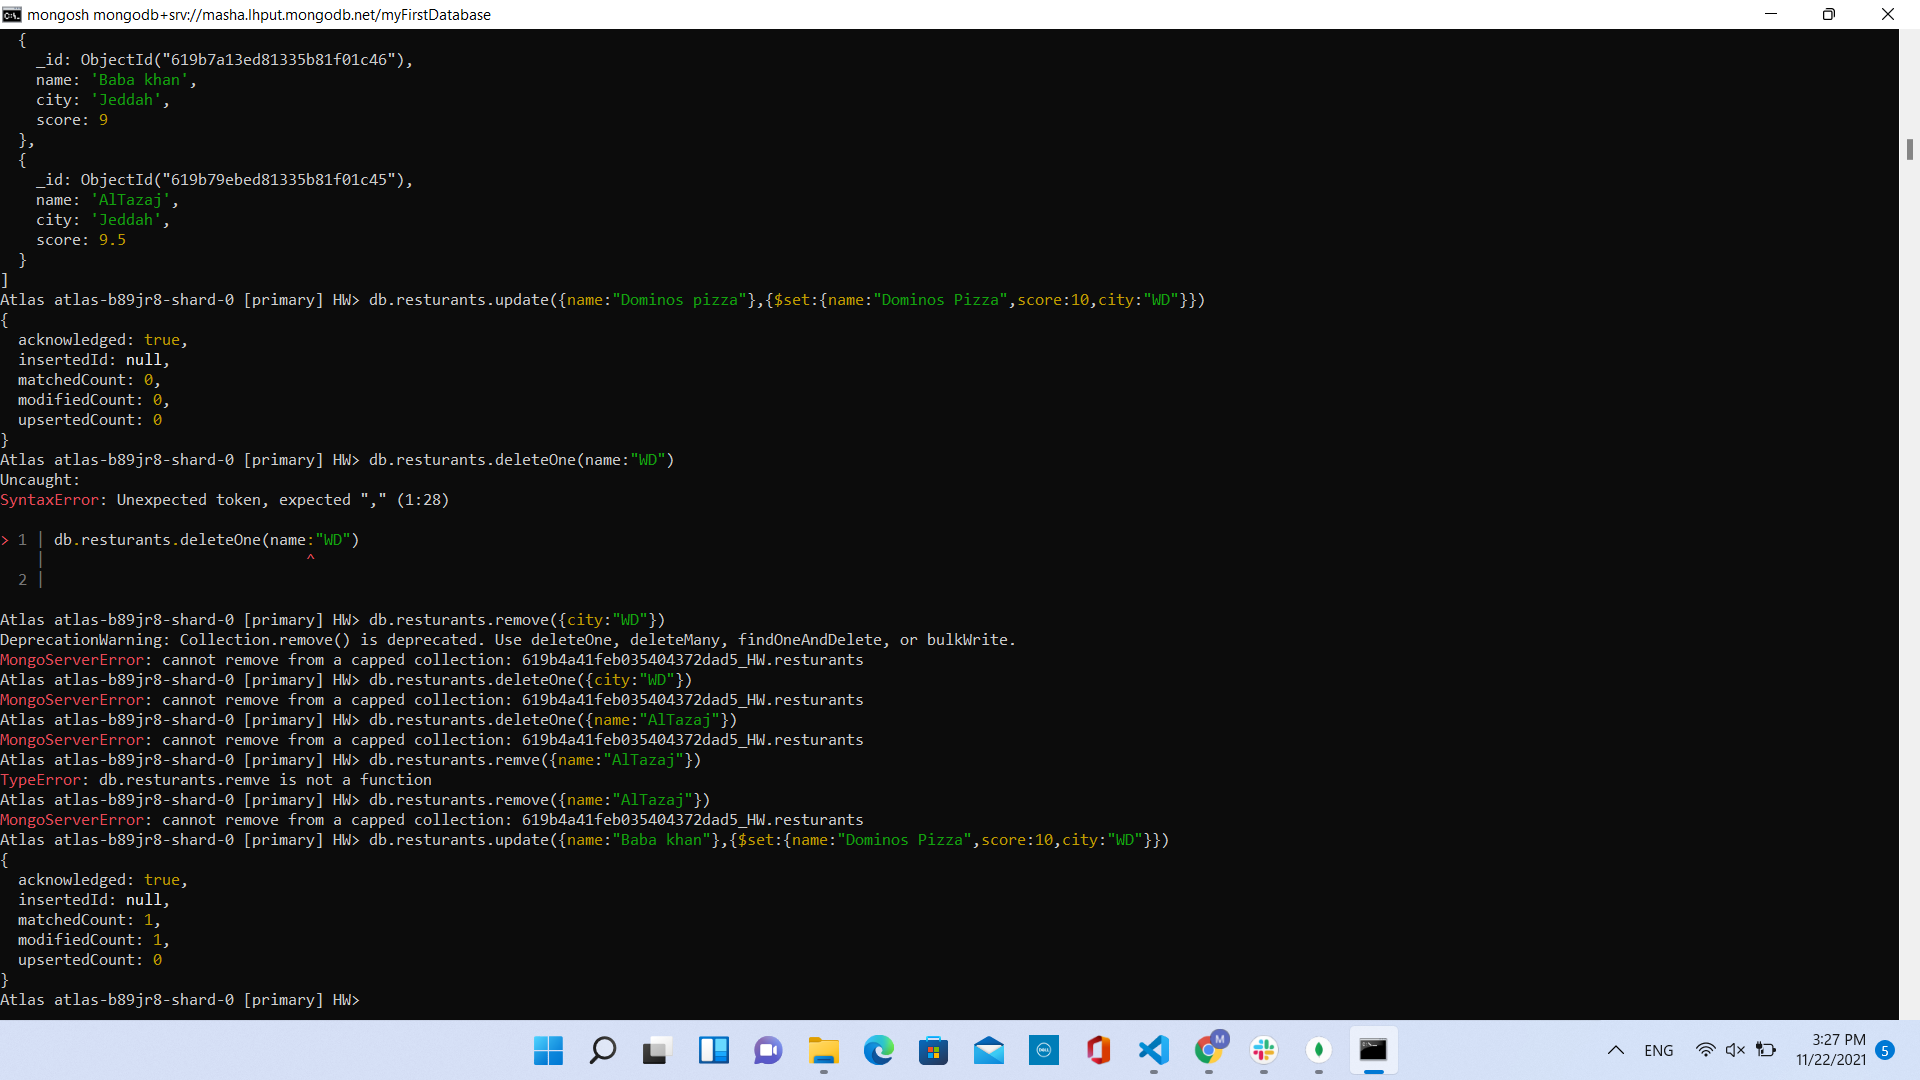 mongosh mongodb+srv://masha.lhput.mongodb.net/myFirstDatabase
{
_id: ObjectId("619b7a13ed81335b81f01c46"),
name: 'Baba khan',
city: 'Jeddah',
score: 9
},
{
_id: ObjectId("619b79ebed81335b81f01c45"),
name: 'AlTazaj',
city: 'Jeddah',
score: 9.5
}
]
Atlas atlas-b89jr8-shard-0 [primary] HW> db.resturants.update({name:"Dominos pizza"},{$set:{name:"Dominos Pizza",score:10,city:"WD"}})
{
acknowledged: true,
insertedId: null,
matchedCount: 0,
modifiedCount: 0,
upsertedCount: 0
}
Atlas atlas-b89jr8-shard-0 [primary] HW> db.resturants.deleteOne(name:"WD")
Uncaught:
SyntaxError: Unexpected token, expected "," (1:28)
> 1 | db.resturants.deleteOne(name:"WD")
| ^
2 |
Atlas atlas-b89jr8-shard-0 [primary] HW> db.resturants.remove({city:"WD"})
DeprecationWarning: Collection.remove() is deprecated. Use deleteOne, deleteMany, findOneAndDelete, or bulkWrite.
MongoServerError: cannot remove from a capped collection: 619b4a41feb035404372dad5_HW.resturants
Atlas atlas-b89jr8-shard-0 [primary] HW> db.resturants.deleteOne({city:"WD"})
MongoServerError: cannot remove from a capped collection: 619b4a41feb035404372dad5_HW.resturants
Atlas atlas-b89jr8-shard-0 [primary] HW> db.resturants.deleteOne({name:"AlTazaj"})
MongoServerError: cannot remove from a capped collection: 619b4a41feb035404372dad5_HW.resturants
Atlas atlas-b89jr8-shard-0 [primary] HW> db.resturants.remve({name:"AlTazaj"})
TypeError: db.resturants.remve is not a function
Atlas atlas-b89jr8-shard-0 [primary] HW> db.resturants.remove({name:"AlTazaj"})
MongoServerError: cannot remove from a capped collection: 619b4a41feb035404372dad5_HW.resturants
Atlas atlas-b89jr8-shard-0 [primary] HW> db.resturants.update({name:"Baba khan"},{$set:{name:"Dominos Pizza",score:10,city:"WD"}})
{
acknowledged: true,
insertedId: null,
matchedCount: 1,
modifiedCount: 1,
upsertedCount: 0
}
Atlas atlas-b89jr8-shard-0 [primary] HW>
M
DELL
ENG
3:27 PM
11/22/2021
5